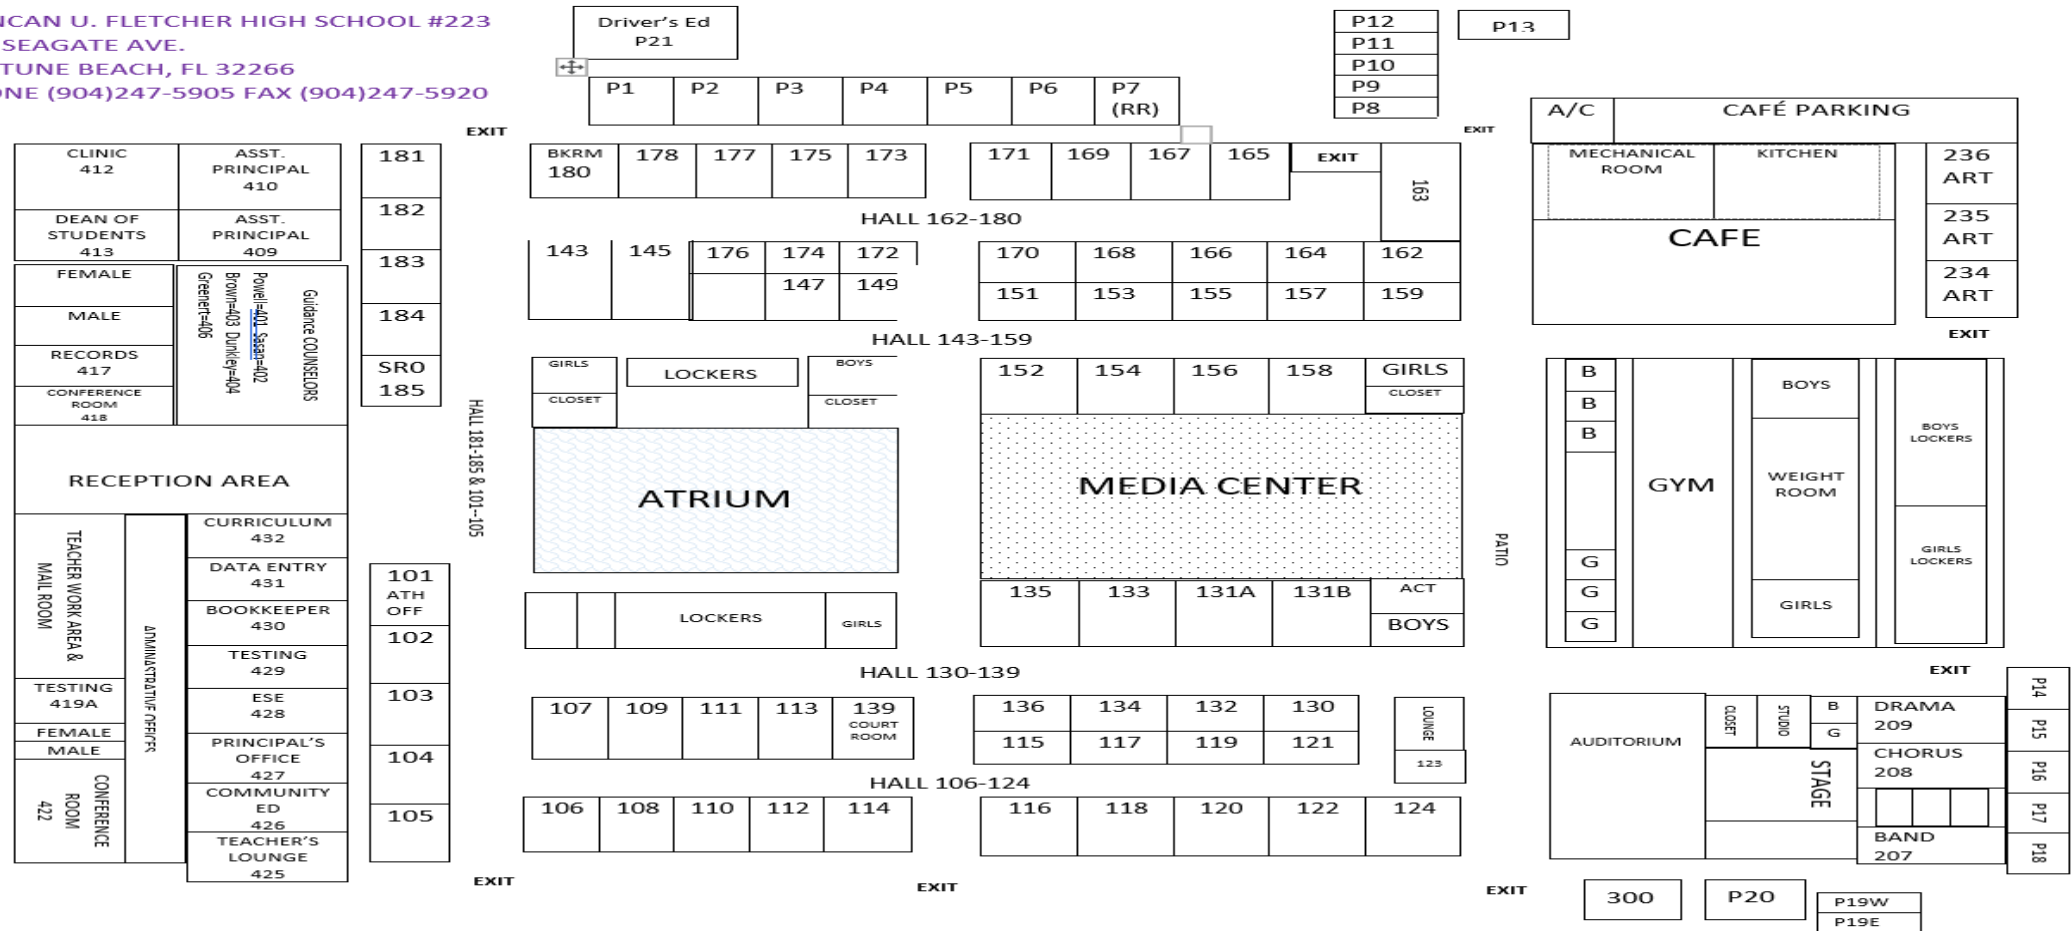 NCAN U. FLETCHER HIGH SCHOOL #223
SEAGATE AVE.
TUNE BEACH, FL 32266
ONE (904)247-5905 FAX (904)247-5920
Driver's Ed
P21
P1 P2 P3 P4 P5 P6 P7
(RR)
P12
P11
P10
P9
P8
P13
EXIT
EXIT
A/C CAFÉ PARKING
CLINIC
412
ASST.
PRINCIPAL
410
DEAN OF
STUDENTS
413
ASST.
PRINCIPAL
409
FEMALE
MALE
RECORDS
417
CONFERENCE
ROOM
418
Guidance COUNSELORS
Powell=401 Sasan=402
Brown=403 Dunkley=404
Greenert=406
RECEPTION AREA
TEACHER WORK AREA &
MAIL ROOM
ADMINASTRATIVE OFFICES
CURRICULUM
432
DATA ENTRY
431
BOOKKEEPER
430
TESTING
429
ESE
428
PRINCIPAL'S
OFFICE
427
COMMUNITY
ED
426
TEACHER'S
LOUNGE
425
TESTING
419A
FEMALE
MALE
CONFERENCE
ROOM
422
181
182
183
184
SRO
185
101
ATH
OFF
102
103
104
105
HALL 181-185 & 101--105
BKRM
180
178 177 175 173
171 169 167 165
EXIT
163
HALL 162-180
143 145 176 174 172
147 149
170 168 166 164 162
151 153 155 157 159
HALL 143-159
GIRLS
CLOSET
LOCKERS
BOYS
CLOSET
152 154 156 158 GIRLS
CLOSET
ATRIUM
MEDIA CENTER
PATIO
LOCKERS
GIRLS
135 133 131A 131B ACT
BOYS
HALL 130-139
107 109 111 113 139
COURT
ROOM
136 134 132 130
115 117 119 121
LOUNGE
123
HALL 106-124
106 108 110 112 114
116 118 120 122 124
EXIT
EXIT
EXIT
MECHANICAL
ROOM
KITCHEN
CAFE
236
ART
235
ART
234
ART
EXIT
B
B
B
G
G
G
GYM
BOYS
WEIGHT
ROOM
GIRLS
BOYS
LOCKERS
GIRLS
LOCKERS
EXIT
AUDITORIUM
CLOSET
STUDIO
B
G
STAGE
DRAMA
209
CHORUS
208
BAND
207
P14
P15
P16
P17
P18
300
P20
P19W
P19E